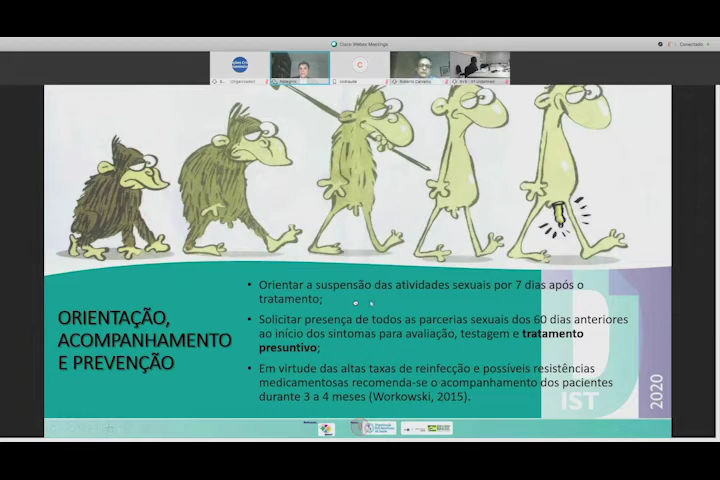 Cisco Webex Meetings
Conectado
C
Roberto Carvalho
• Orientar a suspensão das atividades sexuais por 7 dias após o
tratamento;
• Solicitar presença de todos as parcerias sexuais dos 60 dias anteriores
ao início dos sintomas para avaliação, testagem e tratamento
presuntivo;
• Em virtude das altas taxas de reinfecção e possíveis resistências
medicamentosas recomenda-se o acompanhamento dos pacientes
durante 3 a 4 meses (Workowski, 2015).
ORIENTAÇÃO,
ACOMPANHAMENTO
E PREVENÇÃO
IST
2020